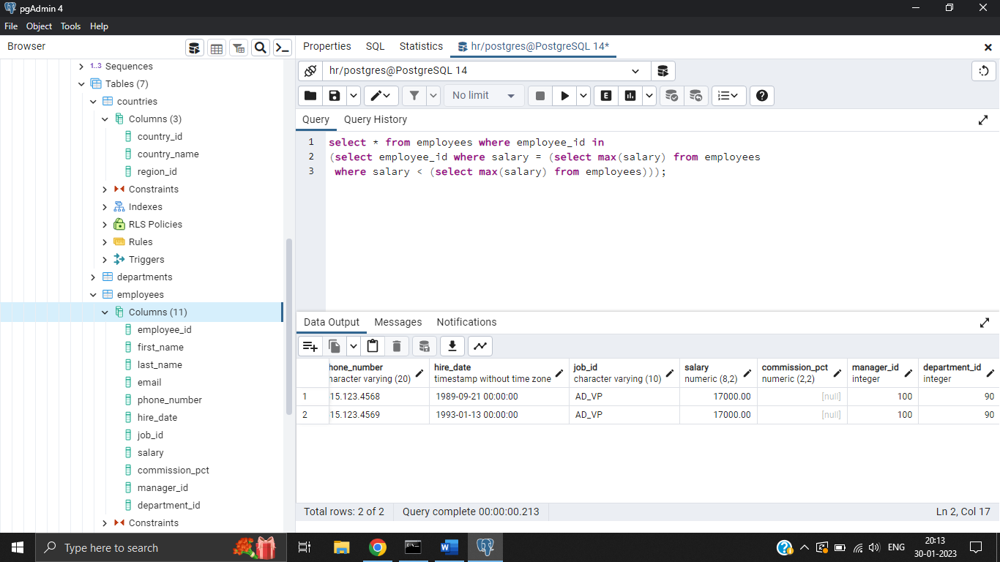 pgAdmin 4
File Object Tools Help
Browser
Properties SQL Statistics hr/postgres@PostgreSQL 14*
1..3 Sequences
Tables (7)
countries
Columns (3)
country_id
country_name
region_id
Constraints
Indexes
RLS Policies
Rules
Triggers
departments
employees
Columns (11)
employee_id
first_name
last_name
email
phone_number
hire_date
job_id
salary
commission_pct
manager_id
department_id
Constraints
hr/postgres@PostgreSQL 14
No limit
E
Query Query History
1 select * from employees where employee_id in
2 (select employee_id where salary = (select max(salary) from employees
3 where salary < (select max(salary) from employees)));
Data Output Messages Notifications
hone_number hire_date job_id salary commission_pct manager_id department_id
haracter varying (20) timestamp without time zone character varying (10) numeric (8,2) numeric (2,2) integer integer
1 15.123.4568 1989-09-21 00:00:00 AD_VP 17000.00 [null] 100 90
2 15.123.4569 1993-01-13 00:00:00 AD_VP 17000.00 [null] 100 90
Total rows: 2 of 2 Query complete 00:00:00.213 Ln 2, Col 17
Type here to search
ENG
20:13
30-01-2023